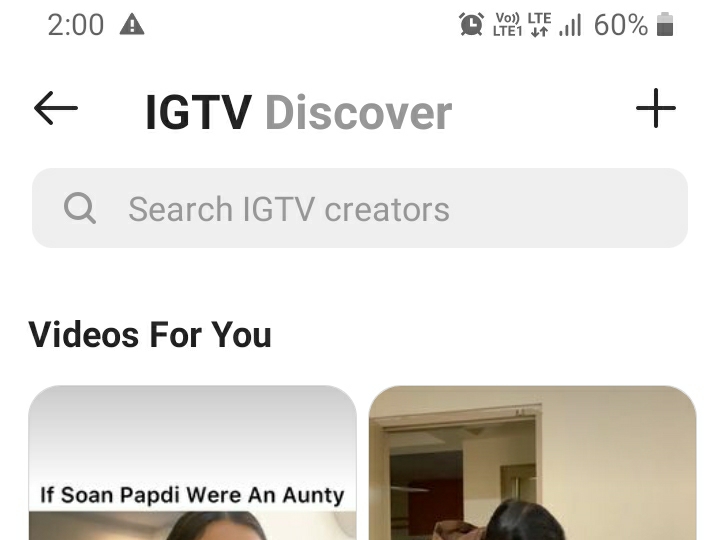 2:00 Vo)) LTE1 LTE 60%
IGTV Discover
Search IGTV creators
Videos For You
If Soan Papdi Were An Aunty